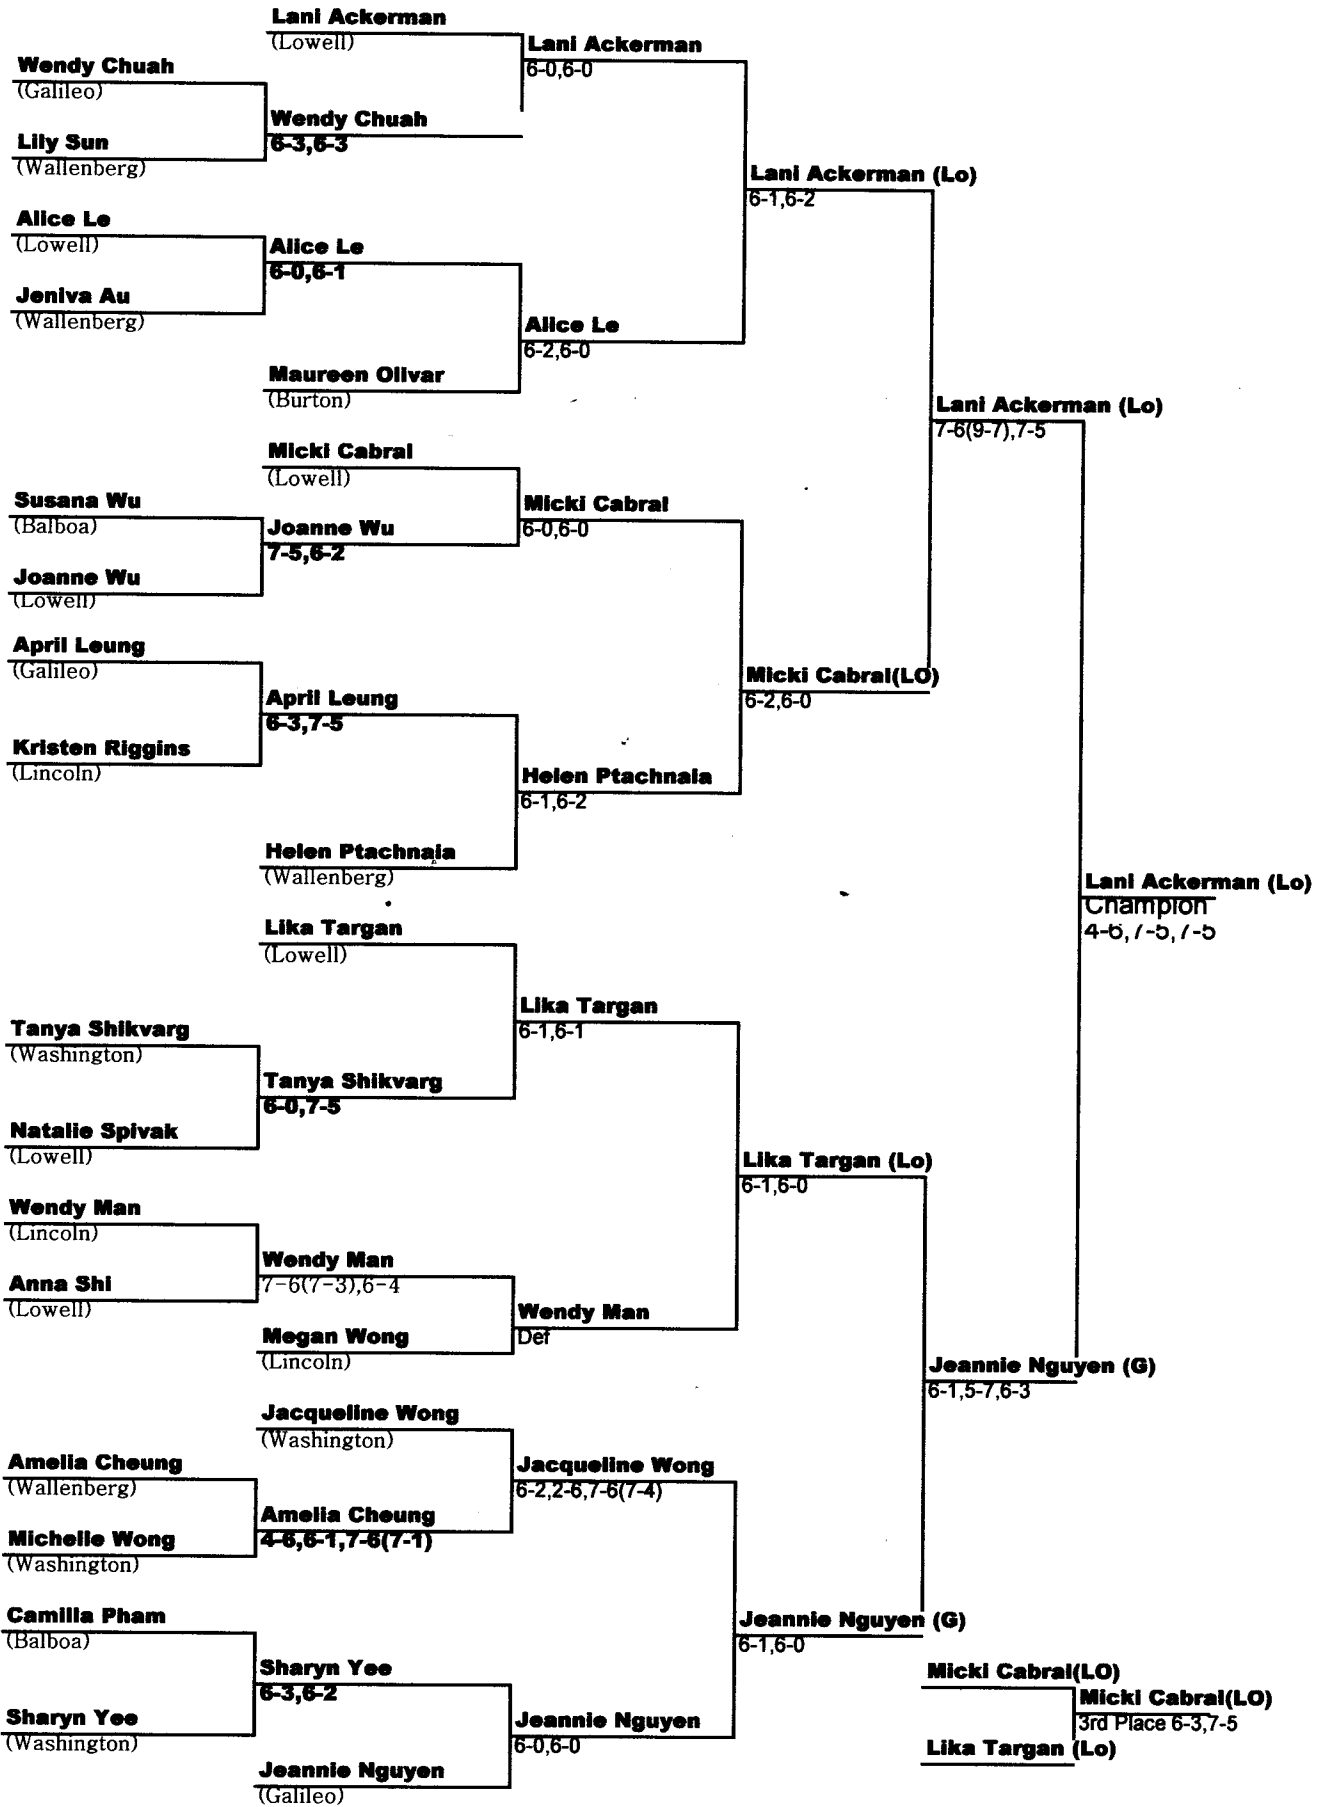 Lani Ackerman
(Lowell)
Lani Ackerman
6-0,6-0
Wendy Chuah
(Galileo)
Wendy Chuah
6-3,6-3
Lily Sun
(Wallenberg)
Lani Ackerman (Lo)
6-1,6-2
Alice Le
(Lowell)
Alice Le
6-0,6-1
Jeniva Au
(Wallenberg)
Alice Le
6-2,6-0
Maureen Olivar
(Burton)
Lani Ackerman (Lo)
7-6(9-7),7-5
Micki Cabral
(Lowell)
Micki Cabral
6-0,6-0
Susana Wu
(Balboa)
Joanne Wu
7-5,6-2
Joanne Wu
(Lowell)
April Leung
(Galileo)
Micki Cabral(LO)
6-2,6-0
April Leung
6-3,7-5
Kristen Riggins
(Lincoln)
Helen Ptachnaia
6-1,6-2
Helen Ptachnaia
(Wallenberg)
Lani Ackerman (Lo)
Champion
4-6,7-5,7-5
Lika Targan
(Lowell)
Lika Targan
6-1,6-1
Tanya Shikvarg
(Washington)
Tanya Shikvarg
6-0,7-5
Natalie Spivak
(Lowell)
Lika Targan (Lo)
6-1,6-0
Wendy Man
(Lincoln)
Wendy Man
7-6(7-3),6-4
Anna Shi
(Lowell)
Wendy Man
Def
Megan Wong
(Lincoln)
Jeannie Nguyen (G)
6-1,5-7,6-3
Jacqueline Wong
(Washington)
Jacqueline Wong
6-2,2-6,7-6(7-4)
Amelia Cheung
(Wallenberg)
Amelia Cheung
4-6,6-1,7-6(7-1)
Michelle Wong
(Washington)
Camilla Pham
(Balboa)
Jeannie Nguyen (G)
6-1,6-0
Sharyn Yee
6-3,6-2
Sharyn Yee
(Washington)
Jeannie Nguyen
6-0,6-0
Jeannie Nguyen
(Galileo)
Micki Cabral(LO)
Micki Cabral(LO)
3rd Place 6-3,7-5
Lika Targan (Lo)